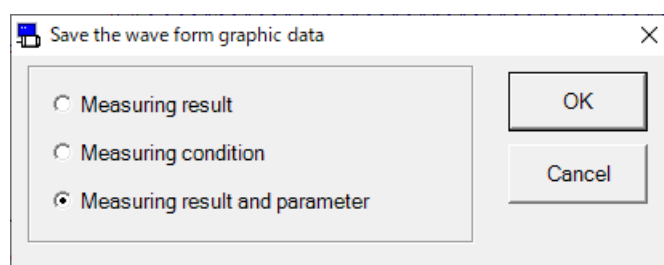 Save the wave form graphic data
Measuring result
Measuring condition
Measuring result and parameter
OK
Cancel